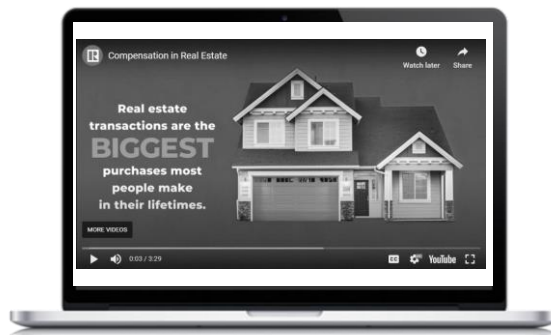 Compensation in Real Estate
Watch later
Share
Real estate
transactions are the
BIGGEST
purchases most
people make
in their lifetimes.
MORE VIDEOS
0:03 / 3:29
CC
YouTube